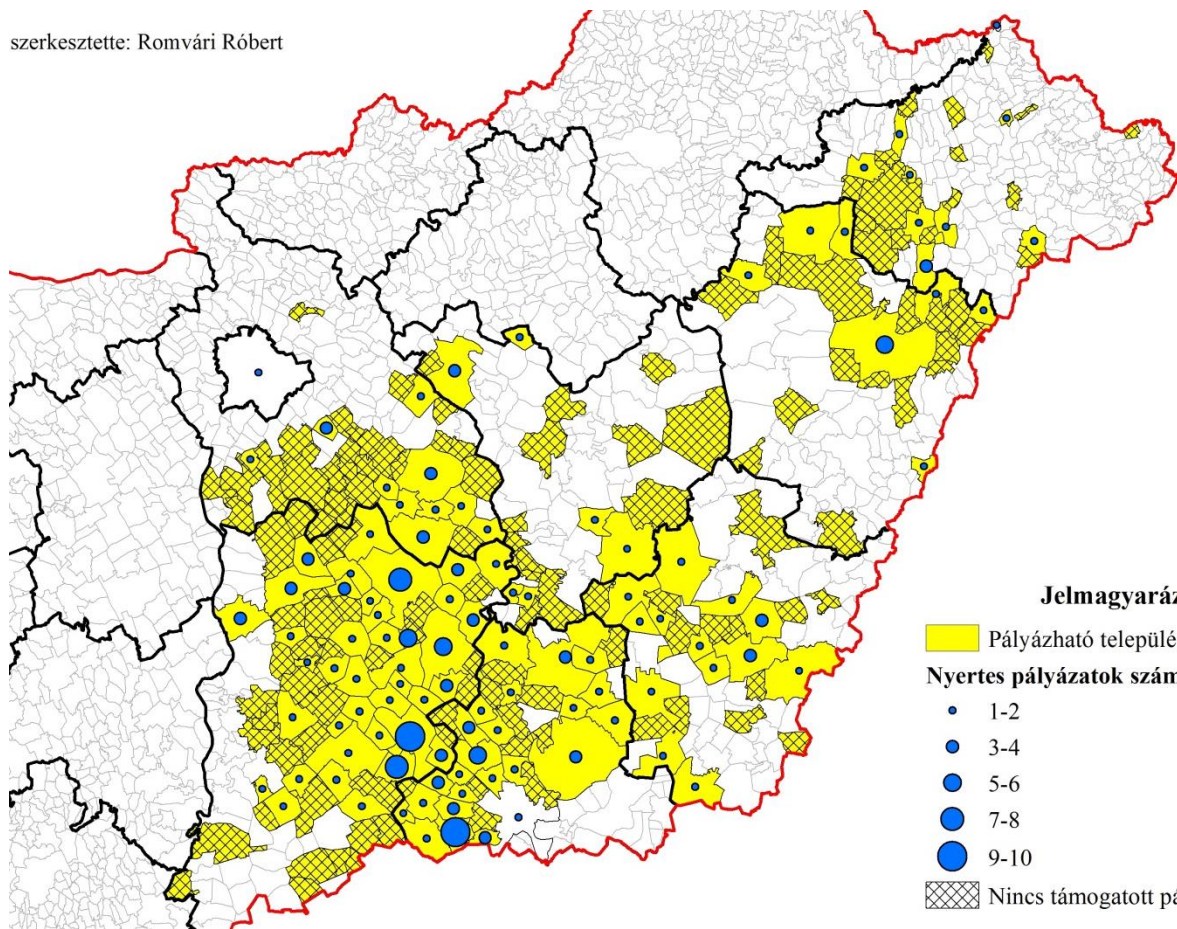 szerkesztette: Romvári Róbert
Jelmagyaráz
Pályázható településé
Nyertes pályázatok szám
1-2
3-4
5-6
7-8
9-10
Nincs támogatott pá